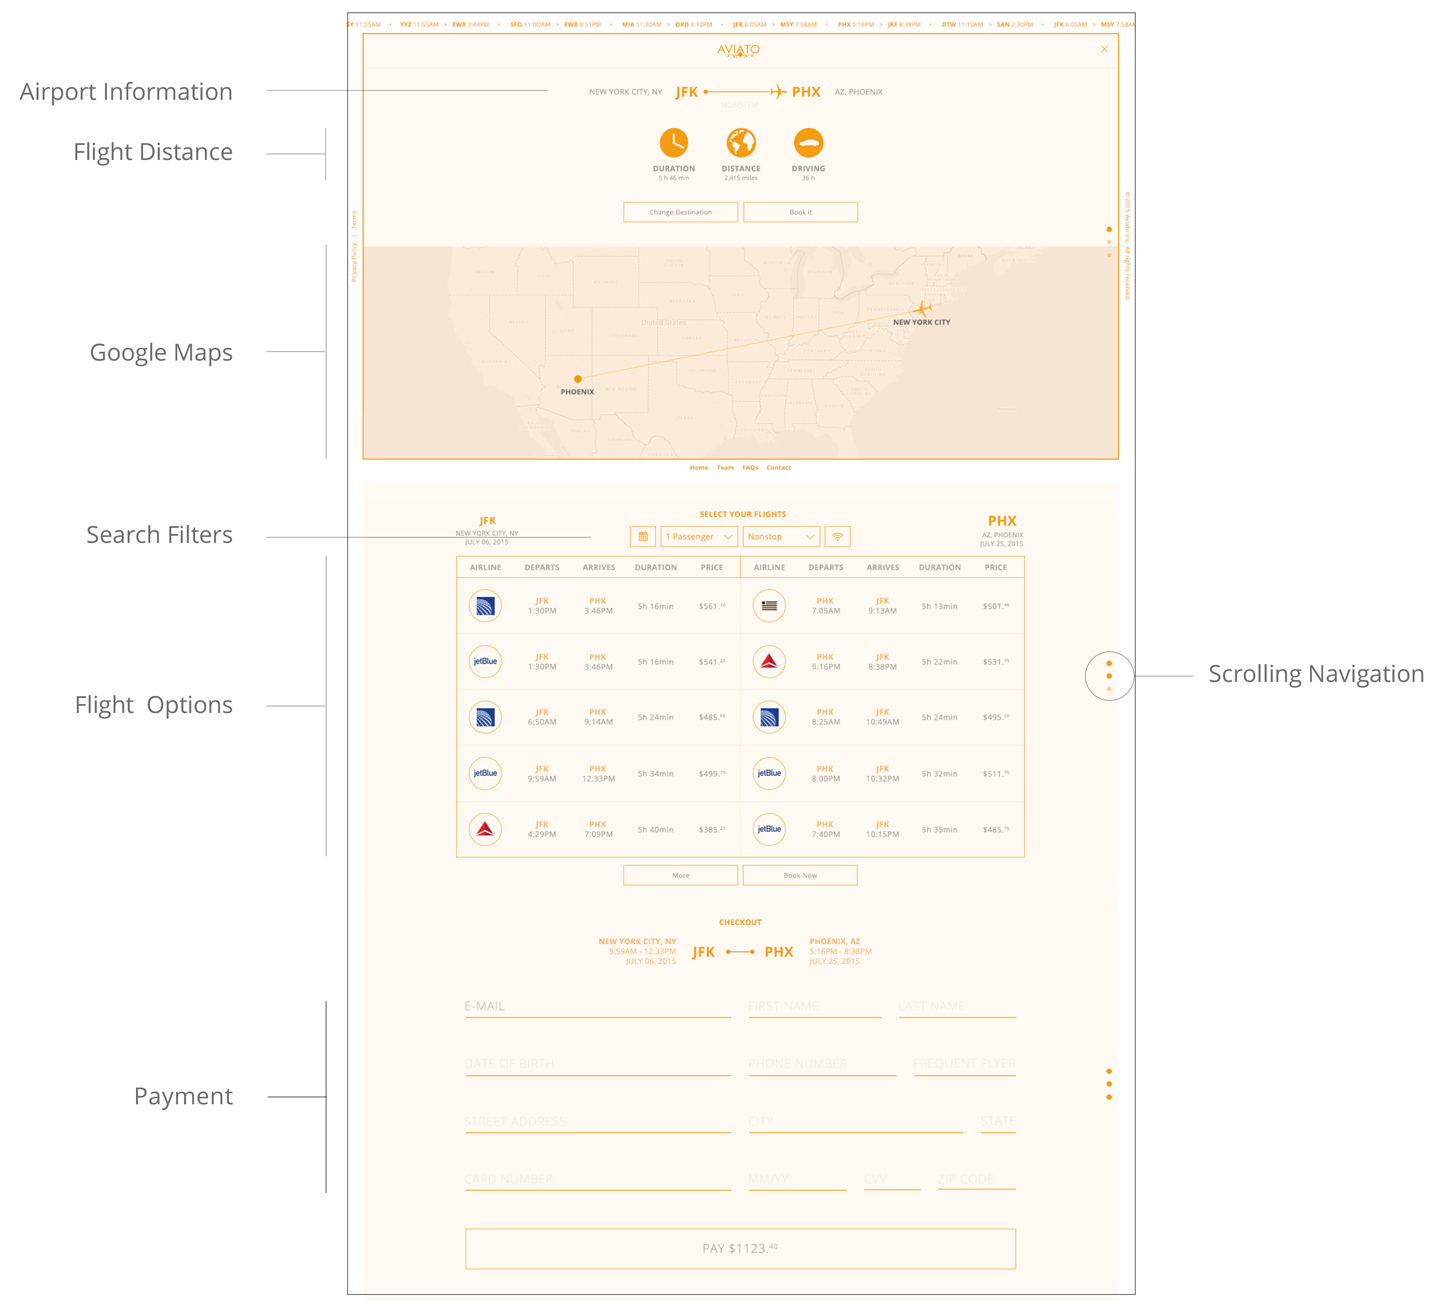 SY 11:55AM • YYZ 11:55AM > EWR 3:44PM • SFO 11:00AM > EWR 8:51PM • MIA 11:30AM > ORD 4:12PM • JFK 6:05AM > MSY 7:58AM • PHX 5:16PM > JKF 8:38PM • DTW 11:10AM > SAN 2:30PM • JFK 6:05AM > MSY 7:58AM
AVIATO
Airport Information
NEW YORK CITY, NY JFK PHX AZ, PHOENIX
NONSTOP
Flight Distance
DURATION DISTANCE DRIVING
5 h 46 min 2,415 miles 36 h
Change Destination Book it
Privacy Policy | Terms
© 2015 Aviato Inc. All rights reserved.
Google Maps
United States
NEW YORK CITY
PHOENIX
Home Team FAQs Contact
Search Filters
SELECT YOUR FLIGHTS
JFK
NEW YORK CITY, NY
JULY 06, 2015
1 Passenger Nonstop
PHX
AZ, PHOENIX
JULY 25, 2015
Flight Options
AIRLINE DEPARTS ARRIVES DURATION PRICE AIRLINE DEPARTS ARRIVES DURATION PRICE
JFK PHX PHX JFK
1:30PM 3:46PM 5h 16min $561. 7:05AM 9:13AM 5h 13min $501.
jetBlue JFK PHX PHX JFK
1:30PM 3:46PM 5h 16min $541. 5:16PM 8:38PM 5h 22min $531.
JFK PHX PHX JFK
6:50AM 9:14AM 5h 24min $485. 8:25AM 10:49AM 5h 24min $495.
jetBlue JFK PHX jetBlue PHX JFK
9:59AM 12:33PM 5h 34min $499. 8:00PM 10:32PM 5h 32min $511.
JFK PHX jetBlue PHX JFK
4:29PM 7:09PM 5h 40min $385. 7:40PM 10:15PM 5h 35min $485.
Scrolling Navigation
More Book Now
CHECKOUT
NEW YORK CITY, NY
9:59AM - 12:33PM
JULY 06, 2015
JFK PHX
PHOENIX, AZ
5:16PM - 8:38PM
JULY 25, 2015
Payment
E-MAIL FIRST NAME LAST NAME
DATE OF BIRTH PHONE NUMBER FREQUENT FLYER
STREET ADDRESS CITY STATE
CARD NUMBER MM/YY CVV ZIP CODE
PAY $1123.40